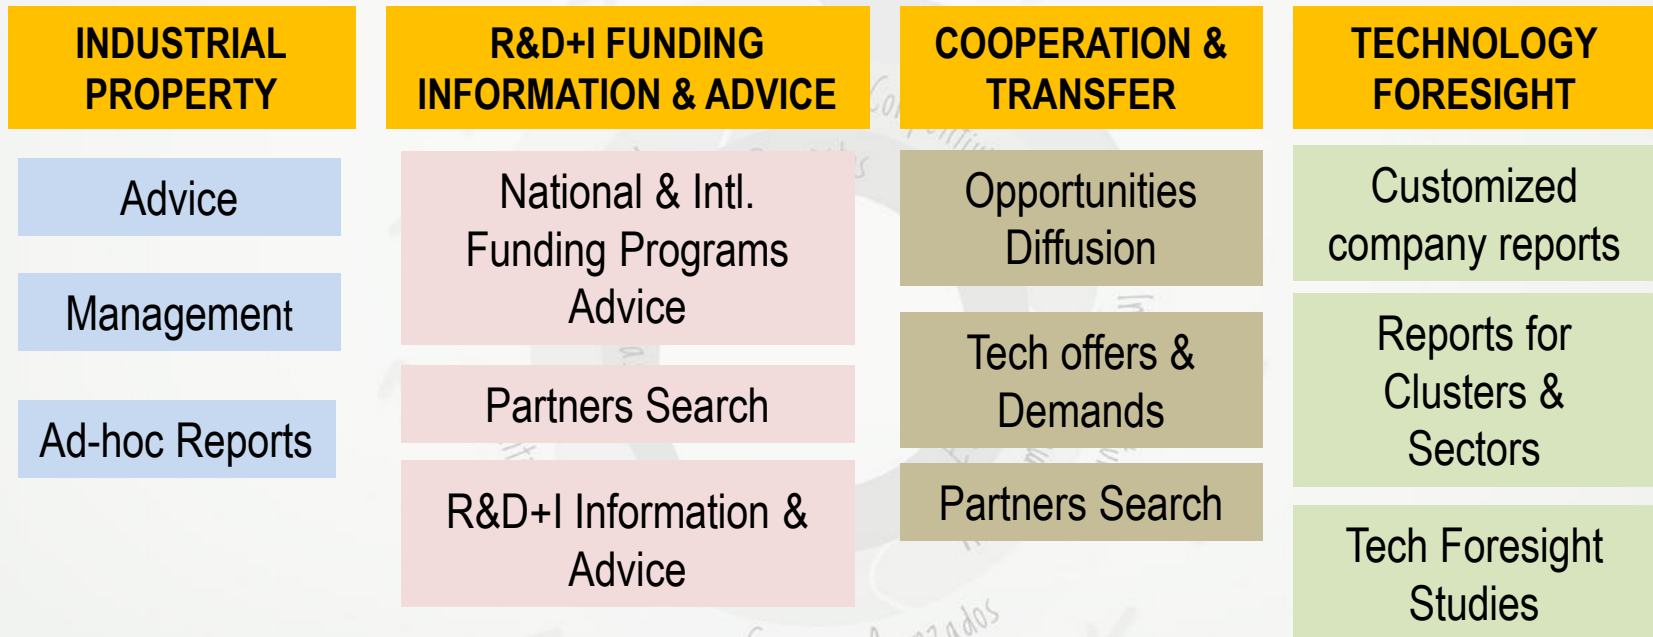 INDUSTRIAL
PROPERTY
Advice
Management
Ad-hoc Reports
R&D+I FUNDING
INFORMATION & ADVICE
National & Intl.
Funding Programs
Advice
Partners Search
R&D+I Information &
Advice
COOPERATION &
TRANSFER
Opportunities
Diffusion
Tech offers &
Demands
Partners Search
TECHNOLOGY
FORESIGHT
Customized
company reports
Reports for
Clusters &
Sectors
Tech Foresight
Studies